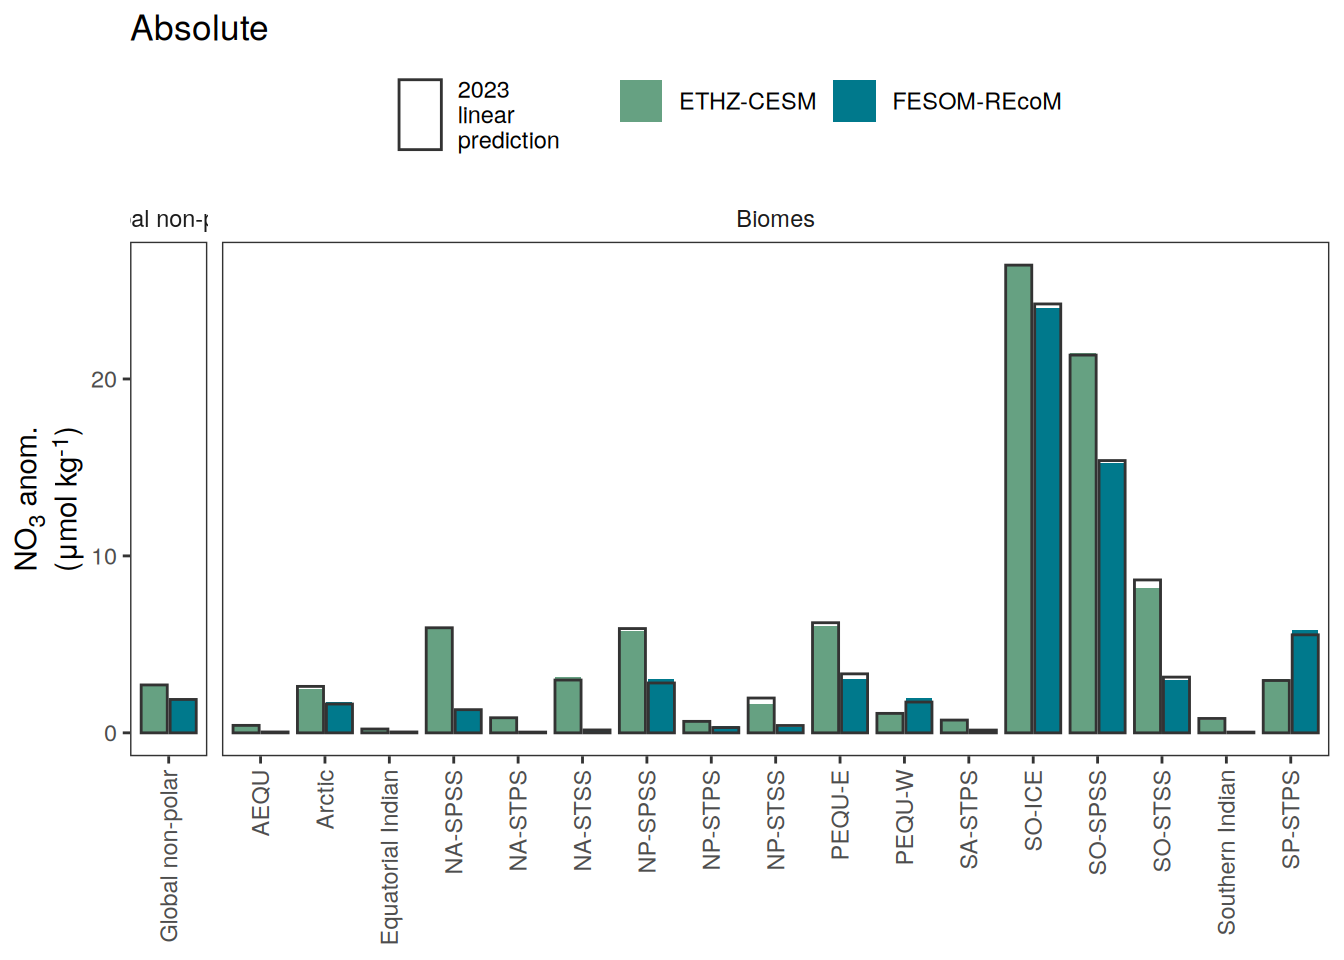 Absolute
2023
linear
prediction
ETHZ-CESM
FESOM-REcoM
al non-
Biomes
NO3 anom.
(µmol kg-1)
20
10
0
Global non-polar
AEQU
Arctic
Equatorial Indian
NA-SPSS
NA-STPS
NA-STSS
NP-SPSS
NP-STPS
NP-STSS
PEQU-E
PEQU-W
SA-STPS
SO-ICE
SO-SPSS
SO-STSS
Southern Indian
SP-STPS